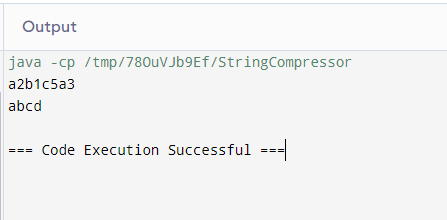 Output
java -cp /tmp/78OuVJb9Ef/StringCompressor
a2b1c5a3
abcd
=== Code Execution Successful ===